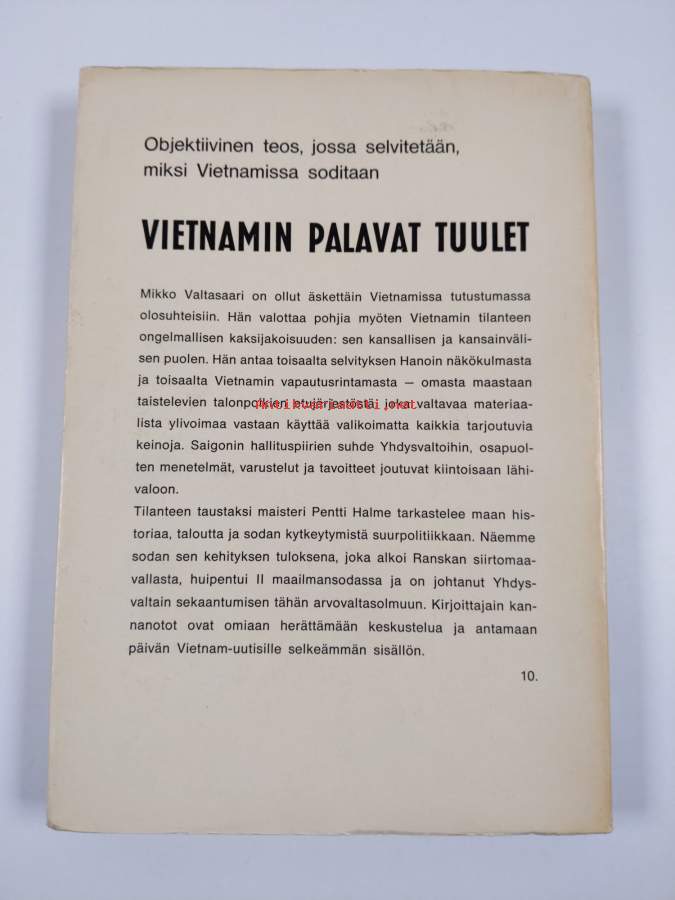 Objektiivinen teos, jossa selvitetään,
miksi Vietnamissa soditaan
VIETNAMIN PALAVAT TUULET
Mikko Valtasaari on ollut äskettäin Vietnamissa tutustumassa
olosuhteisiin. Hän valottaa pohjia myöten Vietnamin tilanteen
ongelmallisen kaksijakoisuuden: sen kansallisen ja kansainväli-
sen puolen. Hän antaa toisaalta selvityksen Hanoin näkökulmasta
ja toisaalta Vietnamin vapautusrintamasta — omasta maastaan
taistelevien talonpoikien etujärjestöstä, joka valtavaa materiaa-
Antikvariaatti.net
lista ylivoimaa vastaan käyttää valikoimatta kaikkia tarjoutuvia
keinoja. Saigonin hallituspiirien suhde Yhdysvaltoihin, osapuol-
ten menetelmät, varustelut ja tavoitteet joutuvat kiintoisaan lähi-
valoon.
Tilanteen taustaksi maisteri Pentti Halme tarkastelee maan his-
toriaa, taloutta ja sodan kytkeytymistä suurpolitiikkaan. Näemme
sodan sen kehityksen tuloksena, joka alkoi Ranskan siirtomaa-
vallasta, huipentui II maailmansodassa ja on johtanut Yhdys-
valtain sekaantumisen tähän arvovaltasolmuun. Kirjoittajain kan-
nanotot ovat omiaan herättämään keskustelua ja antamaan
päivän Vietnam-uutisille selkeämmän sisällön.
10.